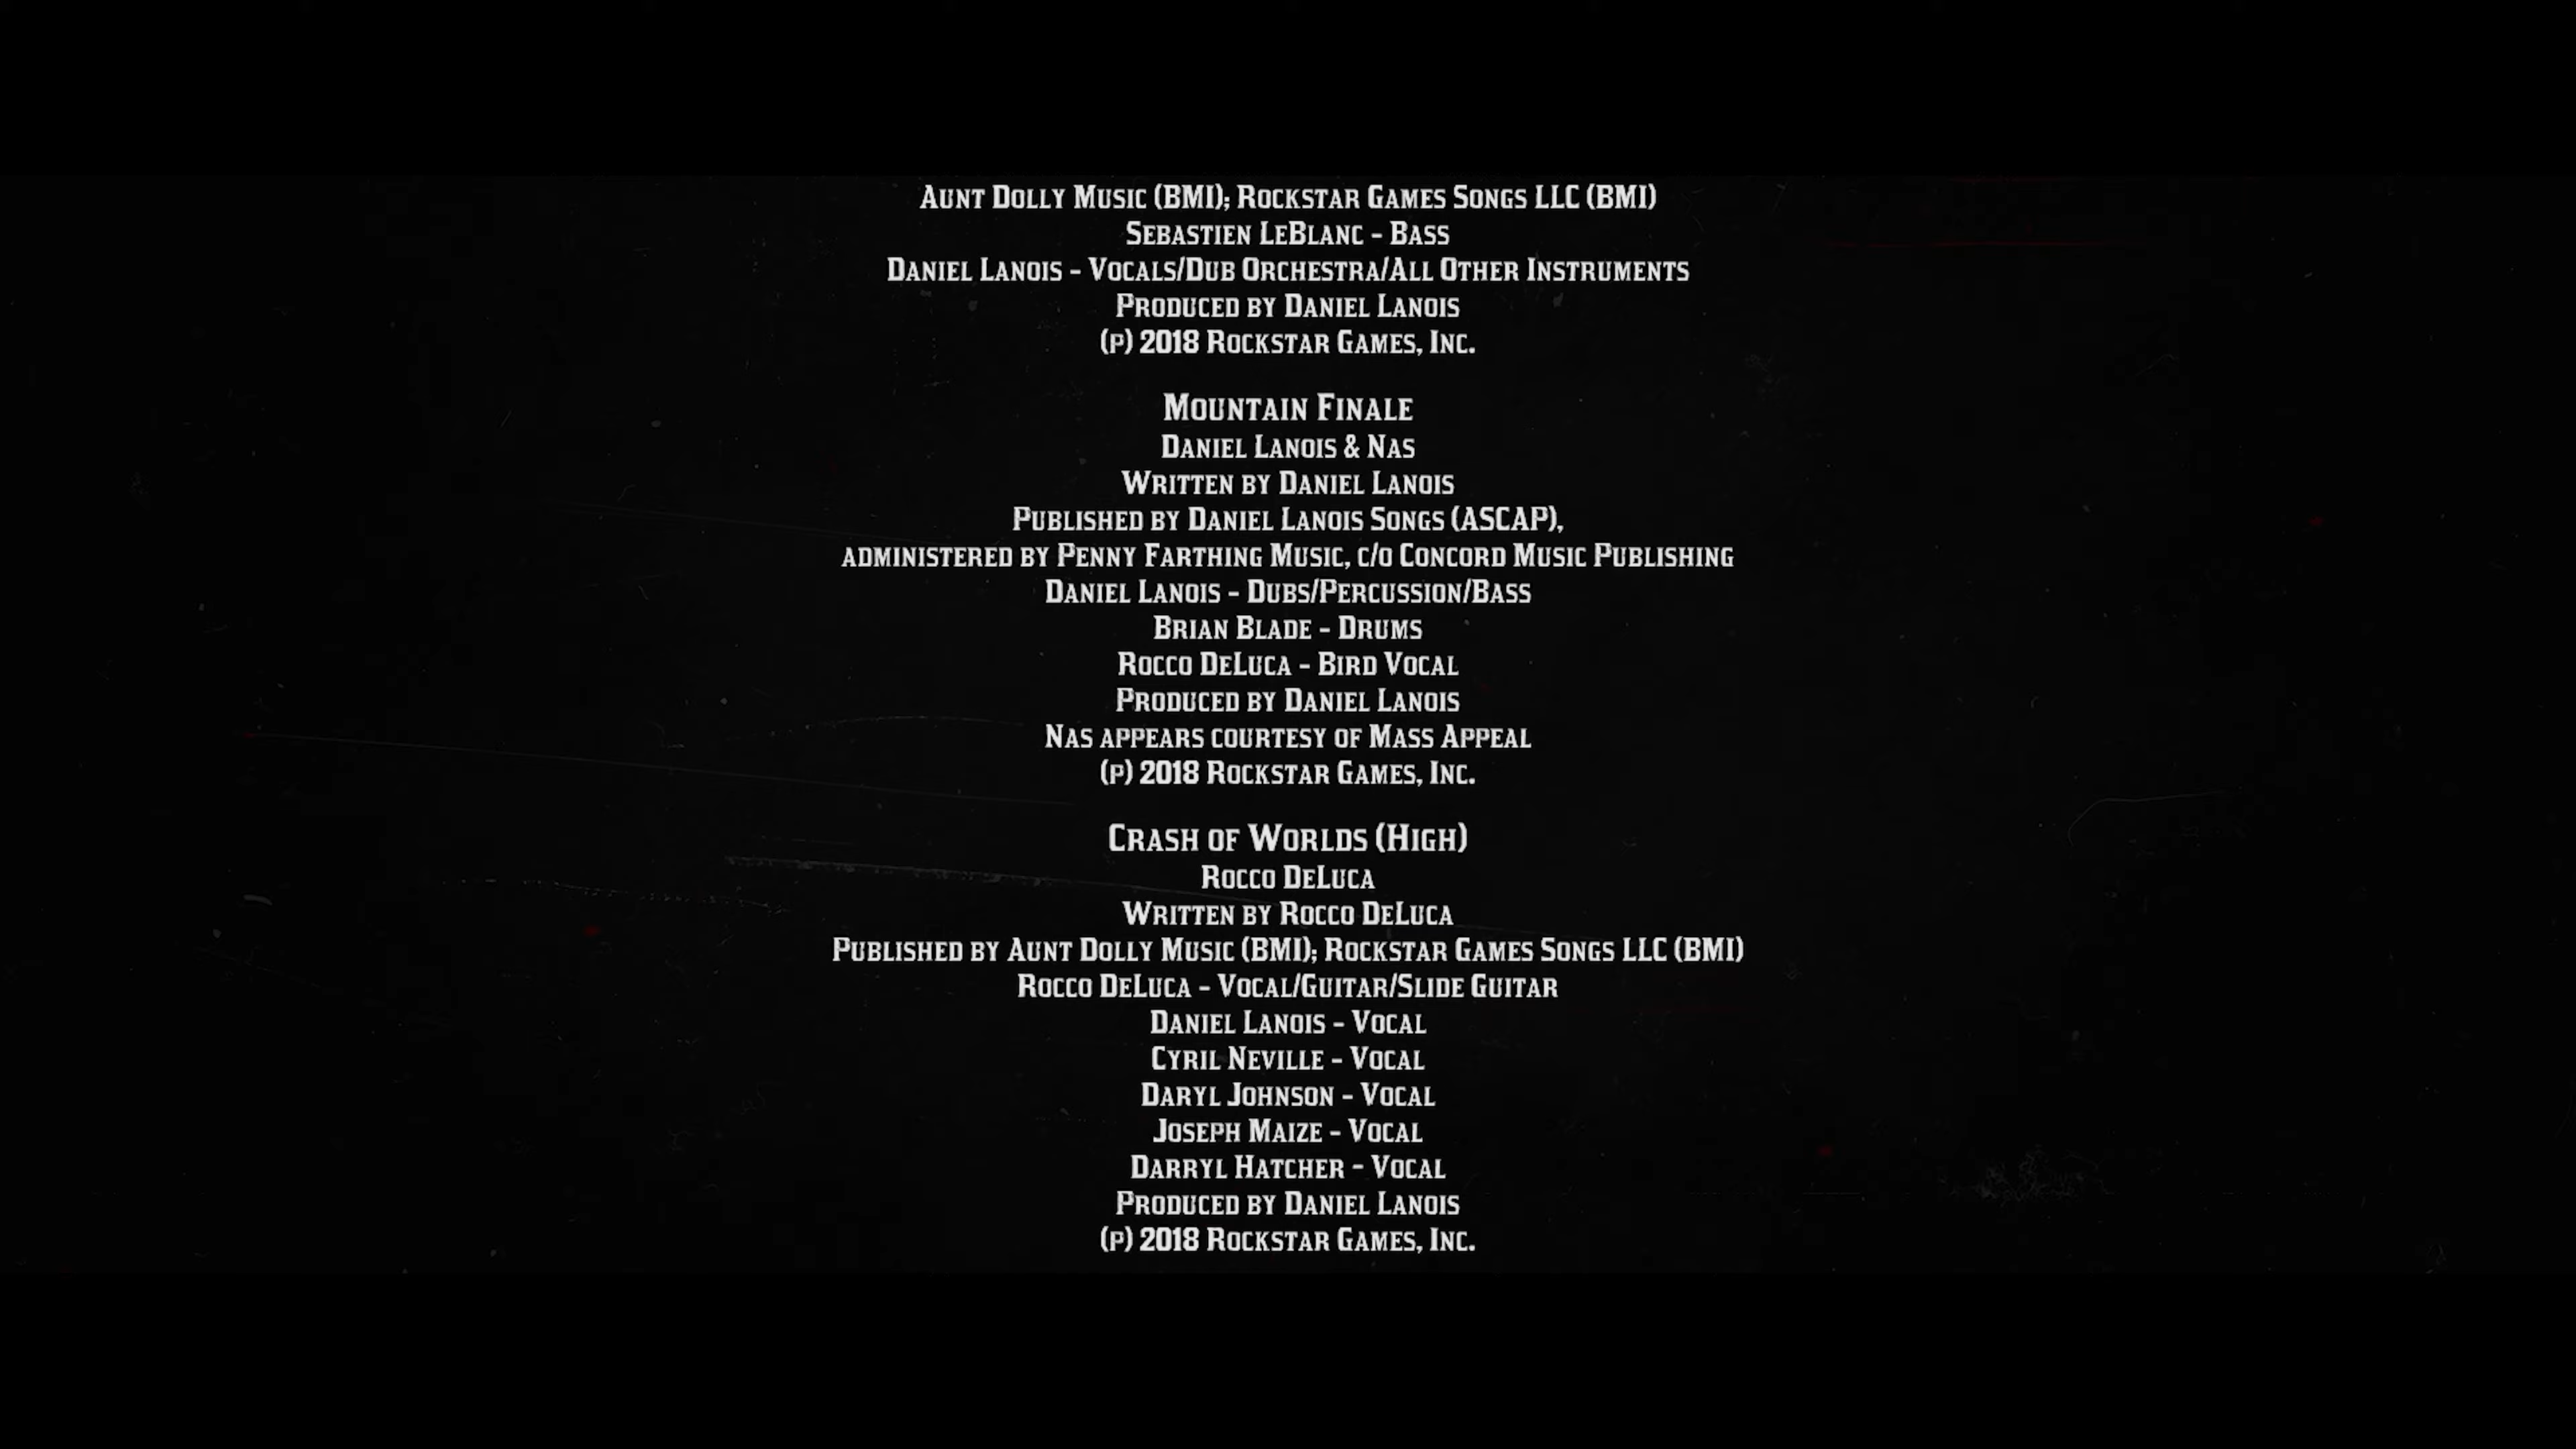 Aunt Dolly Music (BMI); Rockstar Games Songs LLC (BMI)
Sebastien LeBlanc - Bass
Daniel Lanois - Vocals/Dub Orchestra/All Other Instruments
Produced by Daniel Lanois
(p) 2018 Rockstar Games, Inc.
Mountain Finale
Daniel Lanois & Nas
Written by Daniel Lanois
Published by Daniel Lanois Songs (ASCAP),
administered by Penny Farthing Music, c/o Concord Music Publishing
Daniel Lanois - Dubs/Percussion/Bass
Brian Blade - Drums
Rocco DeLuca - Bird Vocal
Produced by Daniel Lanois
Nas appears courtesy of Mass Appeal
(p) 2018 Rockstar Games, Inc.
Crash of Worlds (High)
Rocco DeLuca
Written by Rocco DeLuca
Published by Aunt Dolly Music (BMI); Rockstar Games Songs LLC (BMI)
Rocco DeLuca - Vocal/Guitar/Slide Guitar
Daniel Lanois - Vocal
Cyril Neville - Vocal
Daryl Johnson - Vocal
Joseph Maize - Vocal
Darryl Hatcher - Vocal
Produced by Daniel Lanois
(p) 2018 Rockstar Games, Inc.